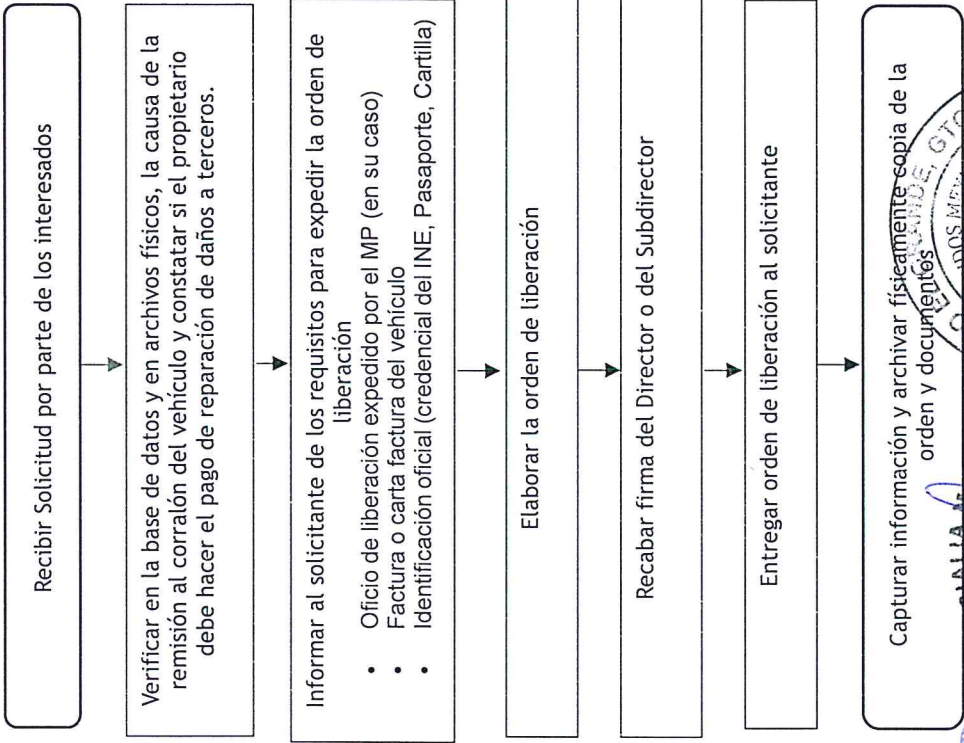 Recibir Solicitud por parte de los interesados
Verificar en la base de datos y en archivos físicos, la causa de la
remisión al corralón del vehículo y constatar si el propietario
debe hacer el pago de reparación de daños a terceros.
Informar al solicitante de los requisitos para expedir la orden de
liberación
• Oficio de liberación expedido por el MP (en su caso)
• Factura o carta factura del vehículo
• Identificación oficial (credencial del INE, Pasaporte, Cartilla)
Elaborar la orden de liberación
Recabar firma del Director o del Subdirector
Entregar orden de liberación al solicitante
Capturar información y archivar físicamente copia de la
orden y documentos
GTO